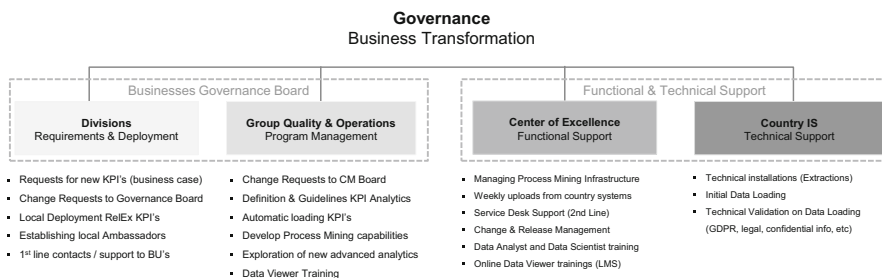 Governance
Business Transformation
Businesses Governance Board
Functional & Technical Support
Divisions
Requirements & Deployment
Group Quality & Operations
Program Management
Center of Excellence
Functional Support
Country IS
Technical Support
▪ Requests for new KPI's (business case)
▪ Change Requests to Governance Board
▪ Local Deployment RelEx KPI's
▪ Establishing local Ambassadors
▪ 1st line contacts / support to BU's
▪ Change Requests to CM Board
▪ Definition & Guidelines KPI Analytics
▪ Automatic loading KPI's
▪ Develop Process Mining capabilities
▪ Exploration of new advanced analytics
▪ Data Viewer Training
▪ Managing Process Mining Infrastructure
▪ Weekly uploads from country systems
▪ Service Desk Support (2nd Line)
▪ Change & Release Management
▪ Data Analyst and Data Scientist training
▪ Online Data Viewer trainings (LMS)
▪ Technical installations (Extractions)
▪ Initial Data Loading
▪ Technical Validation on Data Loading
(GDPR, legal, confidential info, etc)